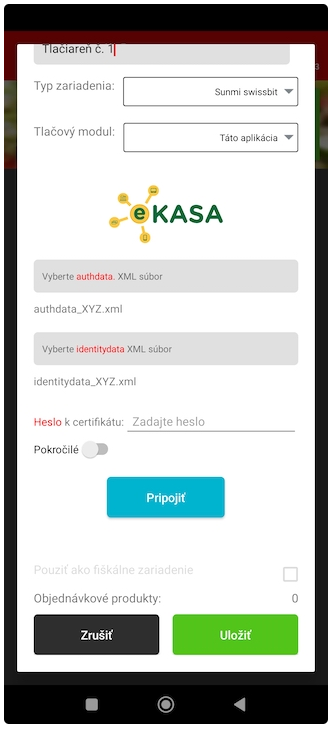 Tlačiareň č. 1
3
Typ zariadenia:
Sunmi swissbit
Tlačový modul:
Táto aplikácia
eKASA
Vyberte authdata. XML súbor
authdata_XYZ.xml
Vyberte identitydata XML súbor
identitydata_XYZ.xml
Heslo k certifikátu: Zadajte heslo
Pokročilé
Pripojiť
Použiť ako fiškálne zariadenie
Objednávkové produkty: 0
Zrušiť
Uložiť